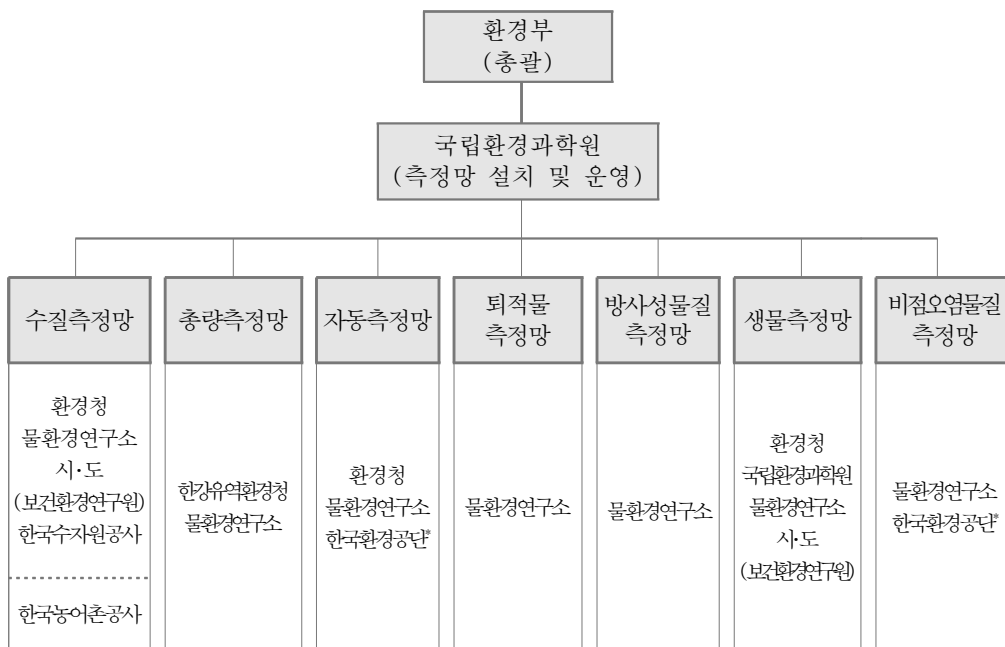 환경부
(총괄)
국립환경과학원
(측정망 설치 및 운영)
수질측정망
총량측정망
자동측정망
퇴적물
측정망
방사성물질
측정망
생물측정망
비점오염물질
측정망
환경청
물환경연구소
시·도
(보건환경연구원)
한국수자원공사
한국농어촌공사
한강유역환경청
물환경연구소
환경청
물환경연구소
한국환경공단*
물환경연구소
물환경연구소
환경청
국립환경과학원
물환경연구소
시·도
(보건환경연구원)
물환경연구소
한국환경공단*